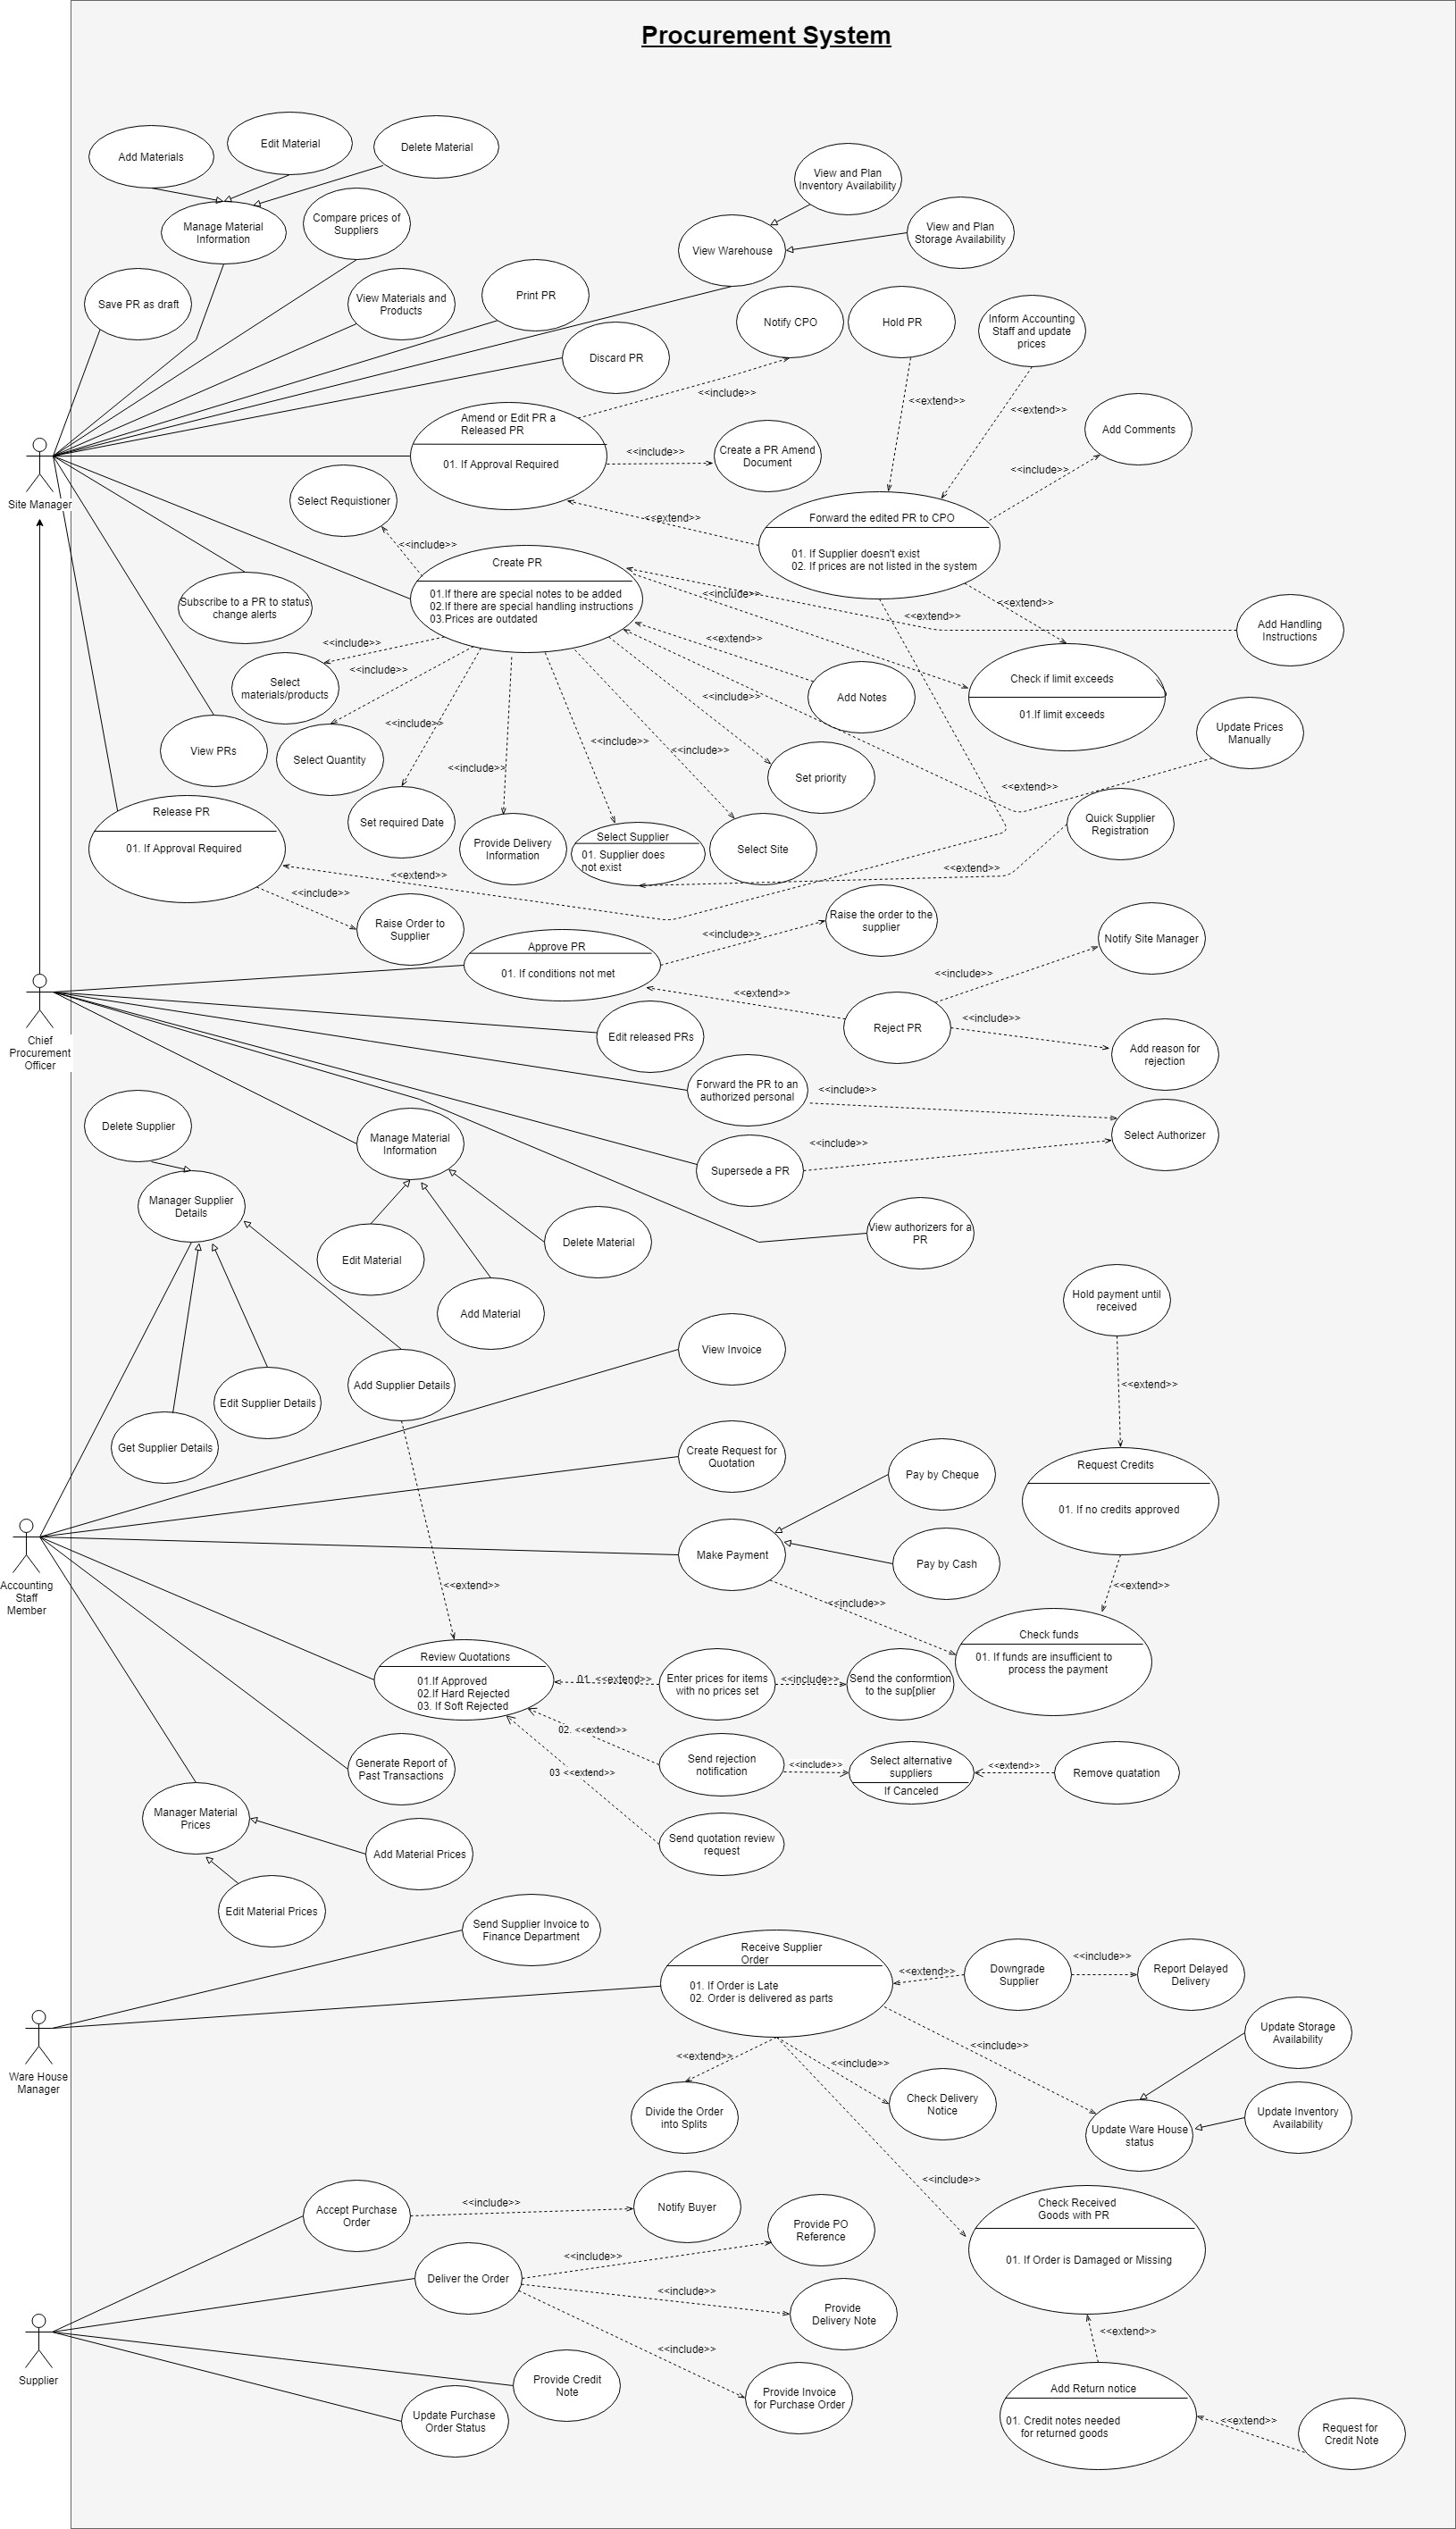 Procurement System
Add Materials
Edit Material
Delete Material
Manage Material
Information
Compare prices of
Suppliers
View and Plan
Inventory Availability
View Warehouse
View and Plan
Storage Availability
Save PR as draft
View Materials and
Products
Print PR
Notify CPO
Hold PR
Inform Accounting
Staff and update
prices
Discard PR
<<include>>
<<extend>>
<<extend>>
Amend or Edit PR a
Released PR
01. If Approval Required
<<include>>
Create a PR Amend
Document
Add Comments
<<include>>
Site Manager
Select Requistioner
<<extend>>
Forward the edited PR to CPO
01. If Supplier doesn't exist
02. If prices are not listed in the system
<<include>>
Create PR
01.If there are special notes to be added
02.If there are special handling instructions
03.Prices are outdated
<<include>>
<<extend>>
<<extend>>
Subscribe to a PR to status
change alerts
Add Handling
Instructions
<<include>>
<<extend>>
<<include>>
Select
materials/products
Check if limit exceeds
01.If limit exceeds
<<include>>
Add Notes
<<include>>
Update Prices
Manually
View PRs
Select Quantity
<<include>>
<<include>>
<<include>>
Set priority
<<extend>>
Release PR
01. If Approval Required
Set required Date
Provide Delivery
Information
Select Supplier
01. Supplier does
not exist
Select Site
Quick Supplier
Registration
<<extend>>
<<extend>>
<<include>>
Raise Order to
Supplier
Raise the order to the
supplier
<<include>>
Approve PR
01. If conditions not met
Notify Site Manager
<<include>>
<<extend>>
Reject PR
<<include>>
Edit released PRs
Add reason for
rejection
Chief
Procurement
Officer
Forward the PR to an
authorized personal
<<include>>
Delete Supplier
Manage Material
Information
Supersede a PR
<<include>>
Select Authorizer
Manager Supplier
Details
View authorizers for a
PR
Edit Material
Delete Material
Add Material
Hold payment until
received
View Invoice
<<extend>>
Add Supplier Details
Edit Supplier Details
Get Supplier Details
Create Request for
Quotation
Pay by Cheque
Request Credits
01. If no credits approved
Make Payment
Pay by Cash
Accounting
Staff
Member
<<extend>>
<<include>>
<<extend>>
Check funds
01. If funds are insufficient to
process the payment
Review Quotations
01.If Approved
02.If Hard Rejected
03. If Soft Rejected
01. <<extend>>
Enter prices for items
with no prices set
<<include>>
Send the conformtion
to the sup[plier
02. <<extend>>
Generate Report of
Past Transactions
03 <<extend>>
Send rejection
notification
<<include>>
Select alternative
suppliers
If Canceled
<<extend>>
Remove quatation
Manager Material
Prices
Add Material Prices
Send quotation review
request
Edit Material Prices
Send Supplier Invoice to
Finance Department
Receive Supplier
Order
01. If Order is Late
02. Order is delivered as parts
<<extend>>
Downgrade
Supplier
<<include>>
Report Delayed
Delivery
Ware House
Manager
<<extend>>
<<include>>
<<include>>
Update Storage
Availability
Divide the Order
into Splits
Check Delivery
Notice
Update Ware House
status
Update Inventory
Availability
<<include>>
Accept Purchase
Order
<<include>>
Notify Buyer
Check Received
Goods with PR
01. If Order is Damaged or Missing
Provide PO
Reference
<<include>>
Deliver the Order
<<include>>
Provide
Delivery Note
<<include>>
<<extend>>
Supplier
Provide Credit
Note
Provide Invoice
for Purchase Order
Add Return notice
01. Credit notes needed
for returned goods
<<extend>>
Request for
Credit Note
Update Purchase
Order Status